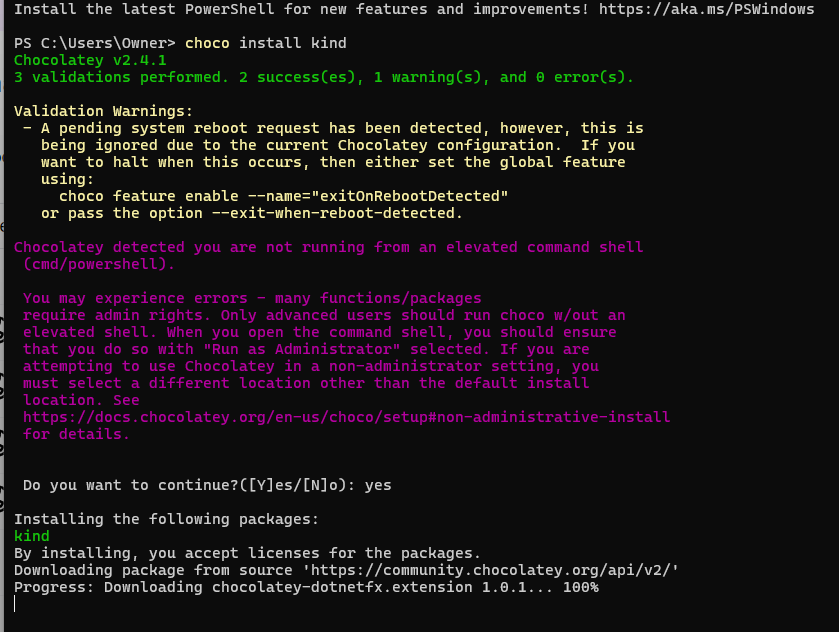 Install the latest PowerShell for new features and improvements! https://aka.ms/PSWindows
PS C:\Users\Owner> choco install kind
Chocolatey v2.4.1
3 validations performed. 2 success(es), 1 warning(s), and 0 error(s).
Validation Warnings:
- A pending system reboot request has been detected, however, this is
being ignored due to the current Chocolatey configuration.  If you
want to halt when this occurs, then either set the global feature
using:
choco feature enable --name="exitOnRebootDetected"
or pass the option --exit-when-reboot-detected.
Chocolatey detected you are not running from an elevated command shell
(cmd/powershell).
You may experience errors - many functions/packages
require admin rights. Only advanced users should run choco w/out an
elevated shell. When you open the command shell, you should ensure
that you do so with "Run as Administrator" selected. If you are
attempting to use Chocolatey in a non-administrator setting, you
must select a different location other than the default install
location. See
https://docs.chocolatey.org/en-us/choco/setup#non-administrative-install
for details.
Do you want to continue?([Y]es/[N]o): yes
Installing the following packages:
kind
By installing, you accept licenses for the packages.
Downloading package from source 'https://community.chocolatey.org/api/v2/'
Progress: Downloading chocolatey-dotnetfx.extension 1.0.1... 100%